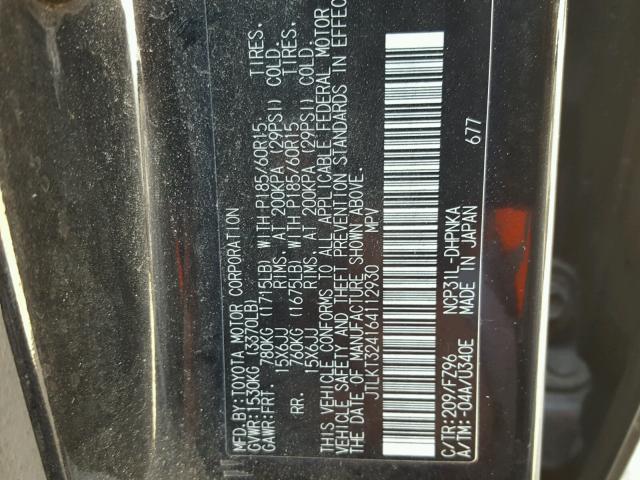 MFD.BY:TOYOTA MOTOR CORPORATION
GVWR:1530KG (3370LB)
GAWR:FRT. 780KG (1715LB) WITH P185/60R15 TIRES.
15X6JJ RIMS. AT 200KPA (29PSI) COLD.
RR. 760KG (1675LB) WITH P185/60R15 TIRES.
15X6JJ RIMS. AT 200KPA (29PSI) COLD.
THIS VEHICLE CONFORMS TO ALL APPLICABLE FEDERAL MOTOR
VEHICLE SAFETY AND THEFT PREVENTION STANDARDS IN EFFEC
THE DATE OF MANUFACTURE SHOWN ABOVE.
JTLKT324164112930 MPV
C/TR:209/FZ96 NCP31L-DHPNKA 677
A/TM:-04A/U340E MADE IN JAPAN